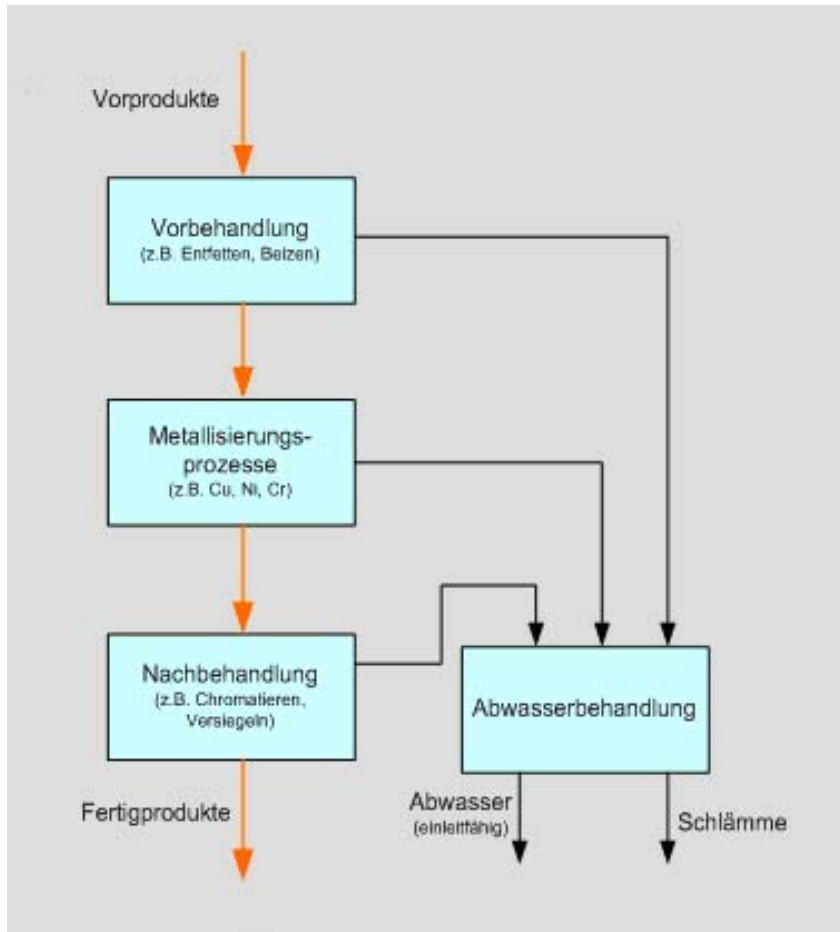 Vorprodukte
Vorbehandlung
(z.B. Entfetten, Beizen)
Metallisierungs-
prozesse
(z.B. Cu, Ni, Cr)
Nachbehandlung
(z.B. Chromatieren,
Versiegeln)
Abwasserbehandlung
Fertigprodukte
Abwasser
(einleitfähig)
Schlämme